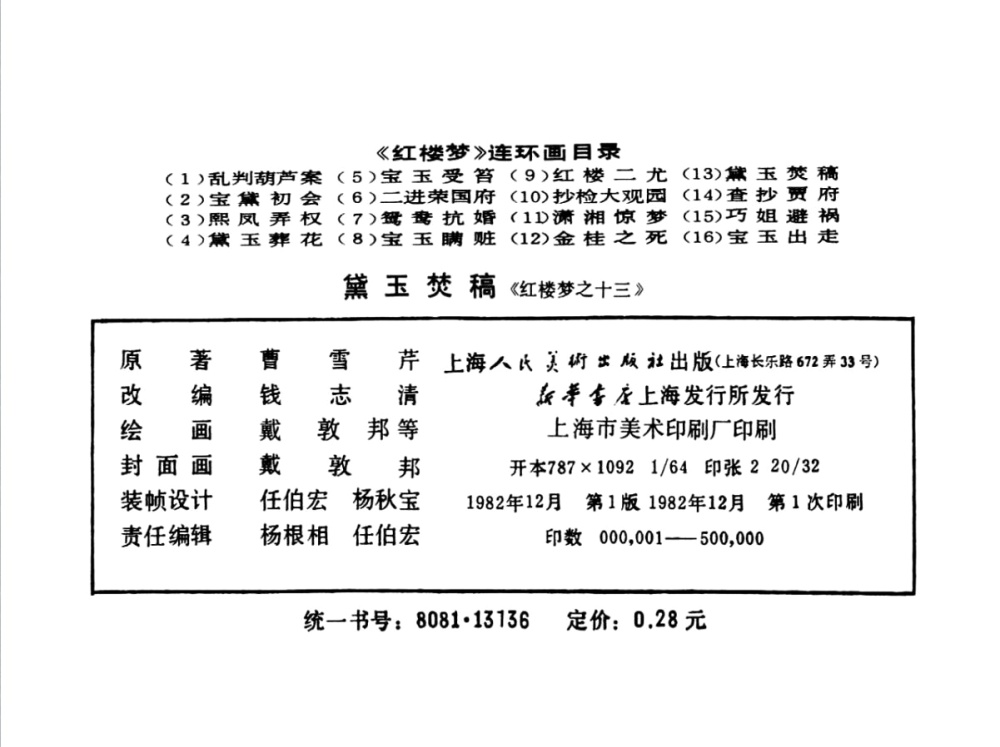 《红楼梦》连环画目录
(1)乱判葫芦案 (5)宝玉受笞 (9)红楼二尤 (13)黛玉焚稿
(2)宝黛初会 (6)二进荣国府 (10)抄检大观园 (14)查抄贾府
(3)熙凤弄权 (7)鸳鸯抗婚 (11)潇湘惊梦 (15)巧姐避祸
(4)黛玉葬花 (8)宝玉瞒赃 (12)金桂之死 (16)宝玉出走
黛玉焚稿《红楼梦之十三》
原著 曹雪芹 上海人民美術出版社出版(上海长乐路672弄33号)
改编 钱志清 新华书店上海发行所发行
绘画 戴敦邦等 上海市美术印刷厂印刷
封面画 戴敦邦 开本787×1092 1/64 印张 2 20/32
装帧设计 任伯宏 杨秋宝 1982年12月 第1版 1982年12月 第1次印刷
责任编辑 杨根相 任伯宏 印数 000,001——500,000
统一书号：8081·13136 定价：0.28元